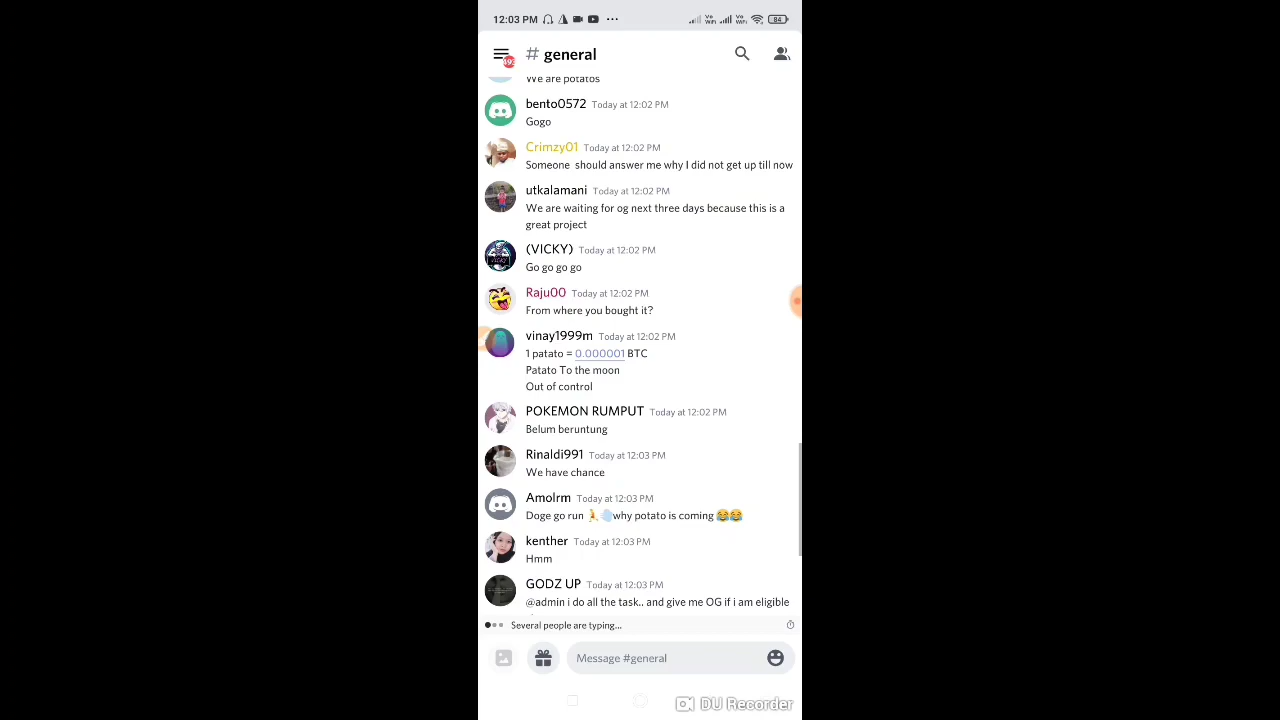 12:03 PM
Vo WiFi
Vo WiFi
84
493
# general
We are potatos
bento0572 Today at 12:02 PM
Gogo
Crimzy01 Today at 12:02 PM
Someone should answer me why I did not get up till now
utkalamani Today at 12:02 PM
We are waiting for og next three days because this is a
great project
(VICKY) Today at 12:02 PM
Go go go go
Raju00 Today at 12:02 PM
From where you bought it?
vinay1999m Today at 12:02 PM
1 patato = 0.000001 BTC
Patato To the moon
Out of control
POKEMON RUMPUT Today at 12:02 PM
Belum beruntung
Rinaldi991 Today at 12:03 PM
We have chance
Amolrm Today at 12:03 PM
Doge go run 🏃💨why potato is coming 😂😂
kenther Today at 12:03 PM
Hmm
GODZ UP Today at 12:03 PM
@admin i do all the task.. and give me OG if i am eligible
Several people are typing...
Message #general
DU Recorder